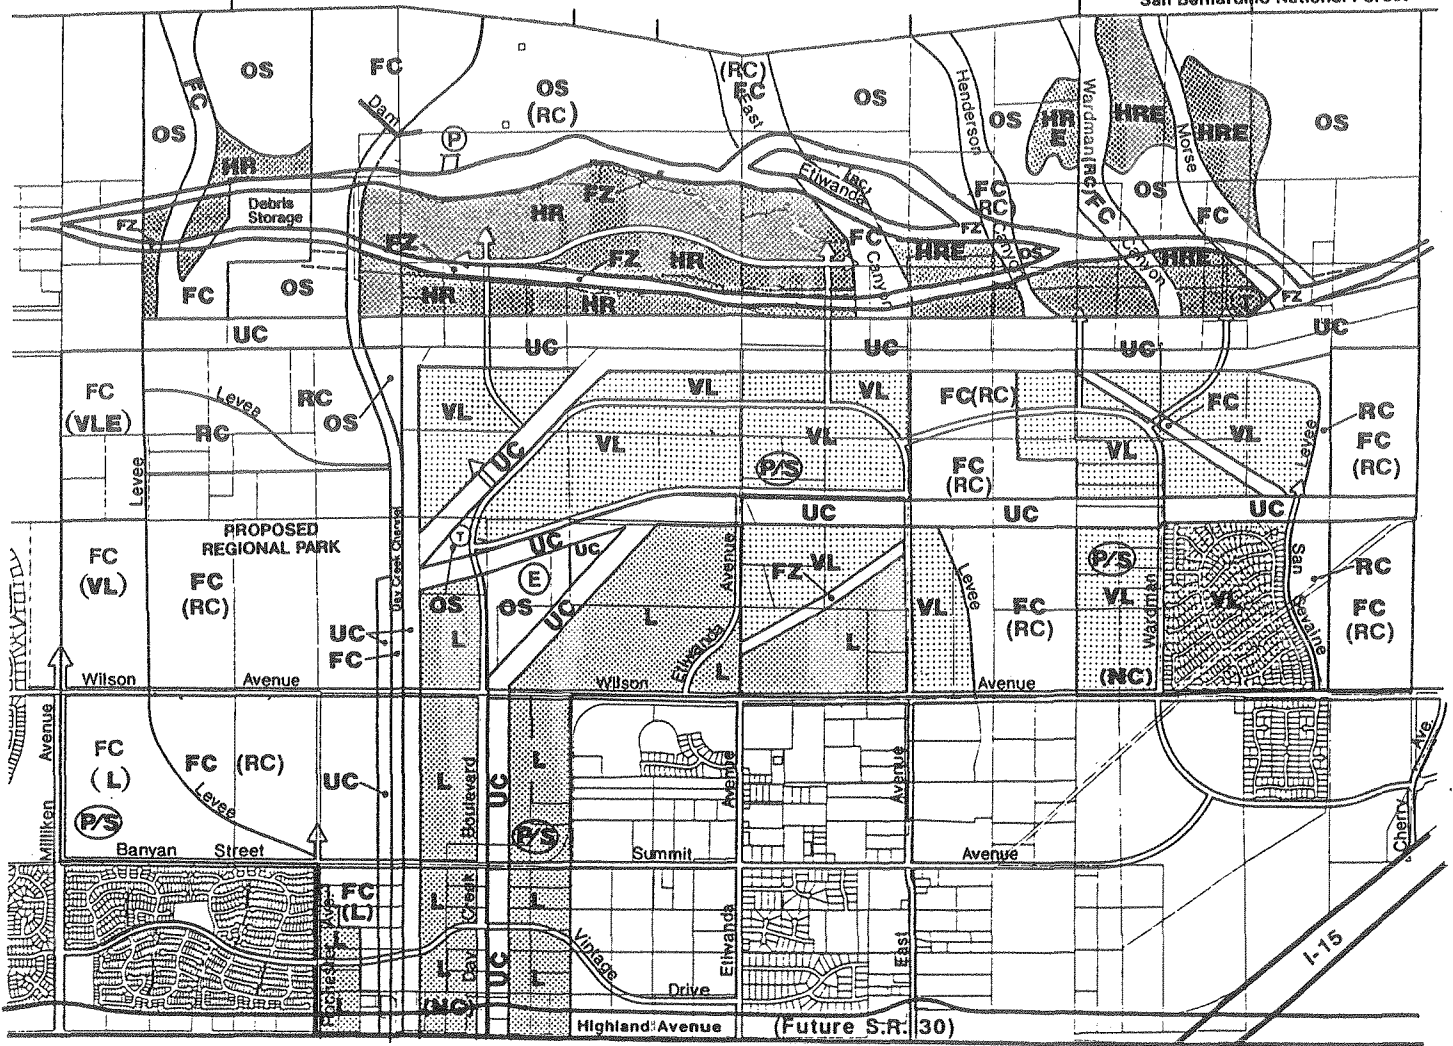 San Bernardino National Forest
OS
FC
FC
(RC)
FC
East
OS
(RC)
OS
Henderson
OS
HR
E
Wardman
(RC)
FC
HRE
Morse
HRE
OS
OS
Dam
P
HR
Debris
Storage
FZ
FZ
HR
Etiwanda
FC
(RC)
Canyon
OS
FC
FZ
FZ
HR
FZ
HR
FC
Canyon
HRE
OS
FZ
Canyon
HRE
FC
OS
HR
HR
T
FZ
UC
UC
UC
UC
UC
FC
(VLE)
Levee
RC
RC
OS
VL
VL
VL
FC(RC)
FC
RC
VL
VL
VL
VL
Levee
FC
(RC)
Levee
UC
P/S
FC
(RC)
UC
UC
UC
PROPOSED
REGIONAL PARK
Day Creek Channel
T
UC
UC
FC
(VL)
FC
(RC)
E
Avenue
VL
FZ
P/S
San
RC
OS
OS
UC
L
VL
Levee
FC
(RC)
VL
Wardman
VL
Sevaine
FC
(RC)
UC
FC
L
L
Etiwanda
L
(NC)
Wilson
Avenue
Wilson
Avenue
Avenue
FC
(L)
FC (RC)
UC
L
Boulevard
UC
L
Avenue
Avenue
Ave.
Levee
P/S
P/S
Milliken
Banyan
Street
Summit
Avenue
Cherry
Rochester Ave.
FC
(L)
L
L
Creek
L
L
Day
UC
L
Vintage
Drive
Etiwanda
East
I-15
L
(NC)
Highland Avenue
(Future S.R. 30)